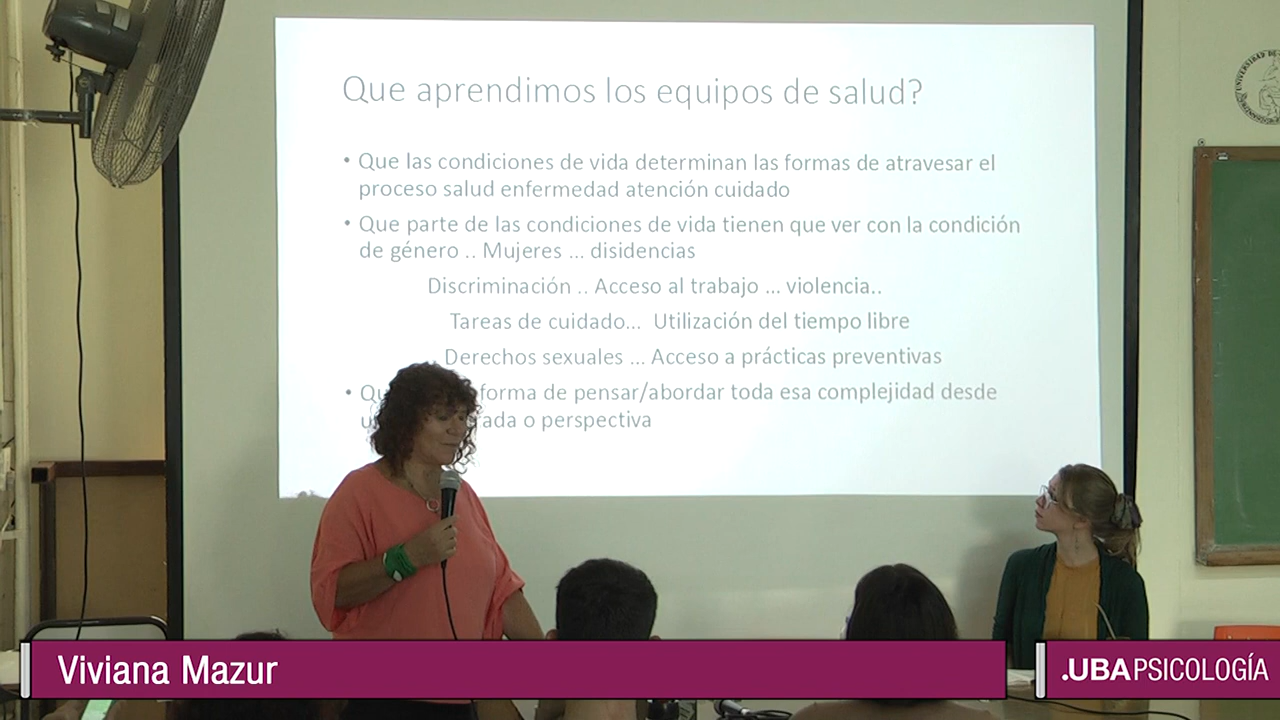 Que aprendimos los equipos de salud?
• Que las condiciones de vida determinan las formas de atravesar el
proceso salud enfermedad atención cuidado
• Que parte de las condiciones de vida tienen que ver con la condición
de género .. Mujeres ... disidencias
Discriminación .. Acceso al trabajo ... violencia..
Tareas de cuidado... Utilización del tiempo libre
Derechos sexuales ... Acceso a prácticas preventivas
• forma de pensar/abordar toda esa complejidad desde
o perspectiva
Viviana Mazur
.UBAPSICOLOGÍA